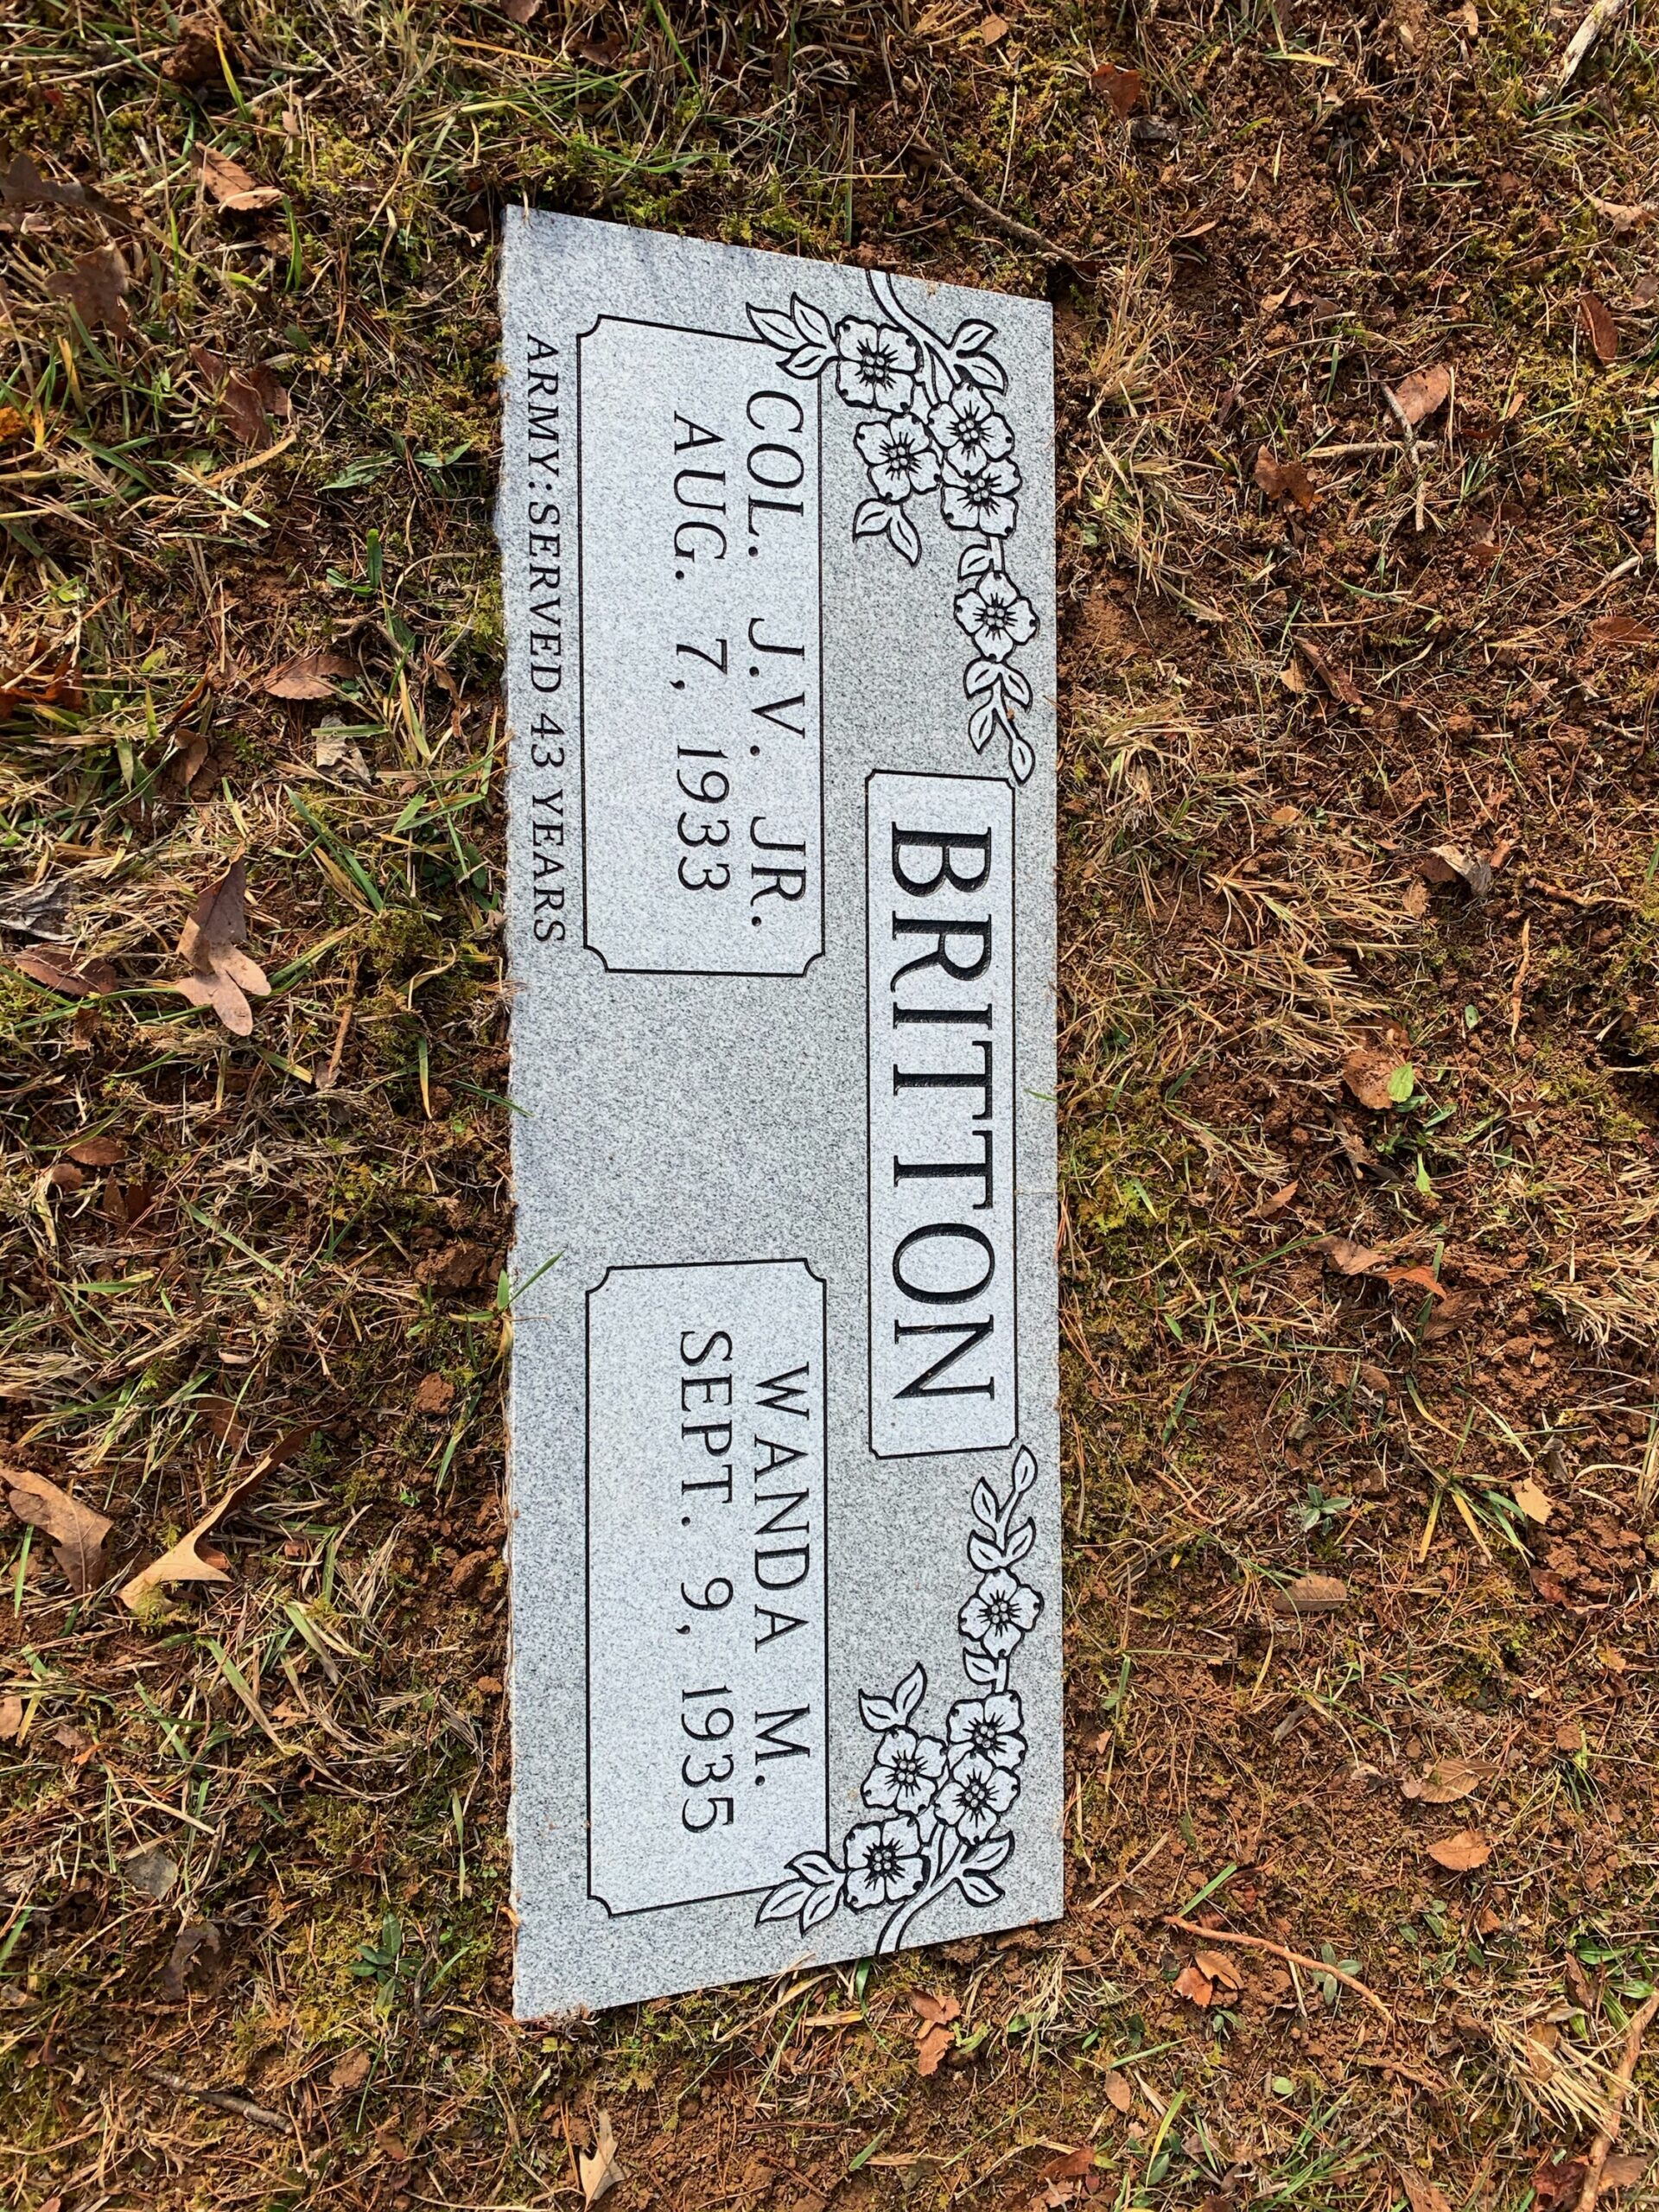 BRITTON
COL. J.V. JR.
AUG. 7, 1933
ARMY: SERVED 43 YEARS
WANDA M.
SEPT. 9, 1935